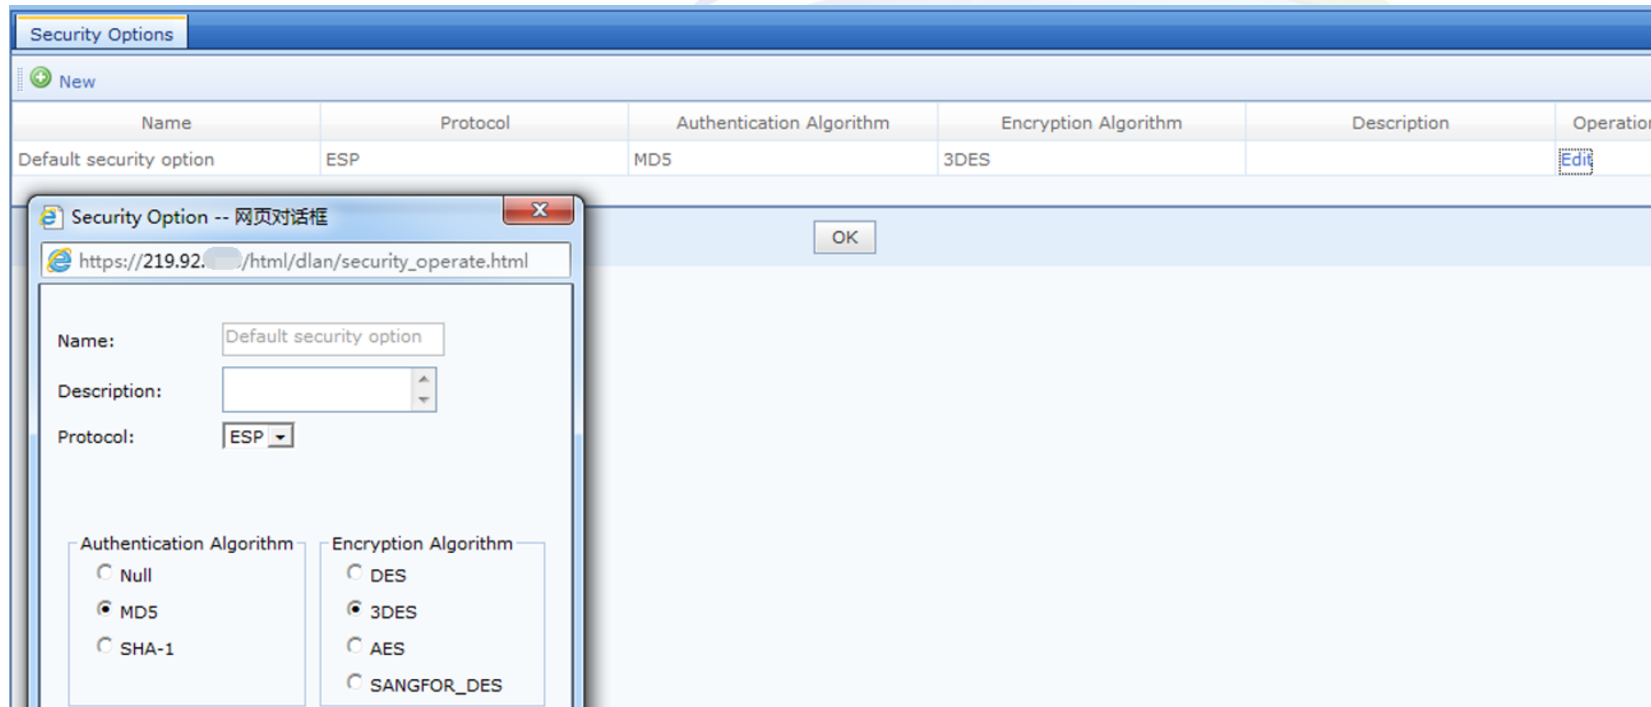 Security Options
New
Name Protocol Authentication Algorithm Encryption Algorithm Description Operation
Default security option ESP MD5 3DES Edit
Security Option -- 网页对话框
OK
https://219.92. /html/dlan/security_operate.html
Name: Default security option
Description:
Protocol: ESP
Authentication Algorithm Encryption Algorithm
Null DES
MD5 3DES
SHA-1 AES
SANGFOR_DES